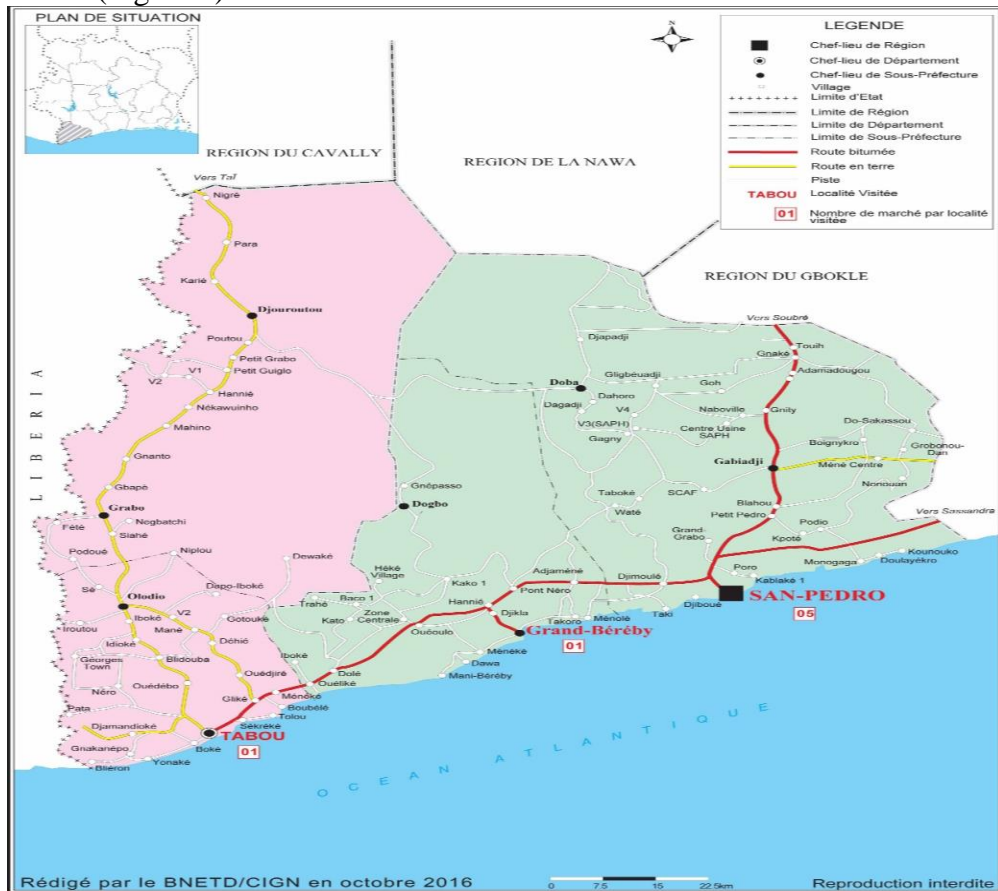 PLAN DE SITUATION
N
LEGENDE
Chef-lieu de Région
Chef-lieu de Département
Chef-lieu de Sous-Préfecture
Village
Limite d'Etat
Limite de Région
Limite de Département
Limite de Sous-Préfecture
Route bitumée
Route en terre
Piste
TABOU Localité Visitée
01 Nombre de marché par localité
visitée
REGION DU CAVALLY
REGION DE LA NAWA
REGION DU GBOKLE
LIBERIA
Vers Taï
Nigré
Para
Karié
Djouroutou
Poutou
Petit Grabo
V1
Petit Guiglo
V2
Hannié
Nékawuinho
Mahino
Gnanto
Gbapé
Grabo
Fété
Nogbatchi
Siahé
Podoué
Niplou
Dewaké
Sé
Dapo-Iboké
Olodio
V2
Gotouké
Iboké
Iroutou
Mané
Idioké
Déhié
Georges
Town
Blidouba
Ouédébo
Ouédjiré
Néro
Pata
Gliké
Ménéké
Boubélé
Tolou
Sékréké
Djamandioké
TABOU
01
Gnakanépo
Boké
Yonaké
Bliéron
Vers Soubré
Touih
Gnaké
Djapadji
Adamadougou
Gligbéuadji
Goh
Doba
Dahoro
Dagadji
V4
Naboville
Gnity
V3(SAPH)
Centre Usine
SAPH
Gagny
Do-Sakassou
Boignykro
Grobonou-
Dan
Gabiadji
Méné Centre
Nonouan
SCAF
Gnépasso
Dogbo
Taboké
Waté
Blahou
Petit Pedro
Vers Sassandra
Grand-
Grabo
Podio
Kpoté
Kounouko
Monogaga
Doulayéko
Héké
Village
Kako 1
Adjaméné
Djimoulé
Poro
Kablaké 1
Trahé
Baco 1
Pont Néro
Hannié
SAN-PEDRO
05
Kato
Zone
Centrale
Djikla
Takoro
Ménolé
Taki
Djiboué
Ouéoulo
Grand-Béréby
01
Iboké
Ménéké
Dawa
Dolé
Mani-Béréby
Ouéliké
OCEAN ATLANTIQUE
Rédigé par le BNETD/CIGN en octobre 2016
0 7.5 15 22.5km
Reproduction interdite